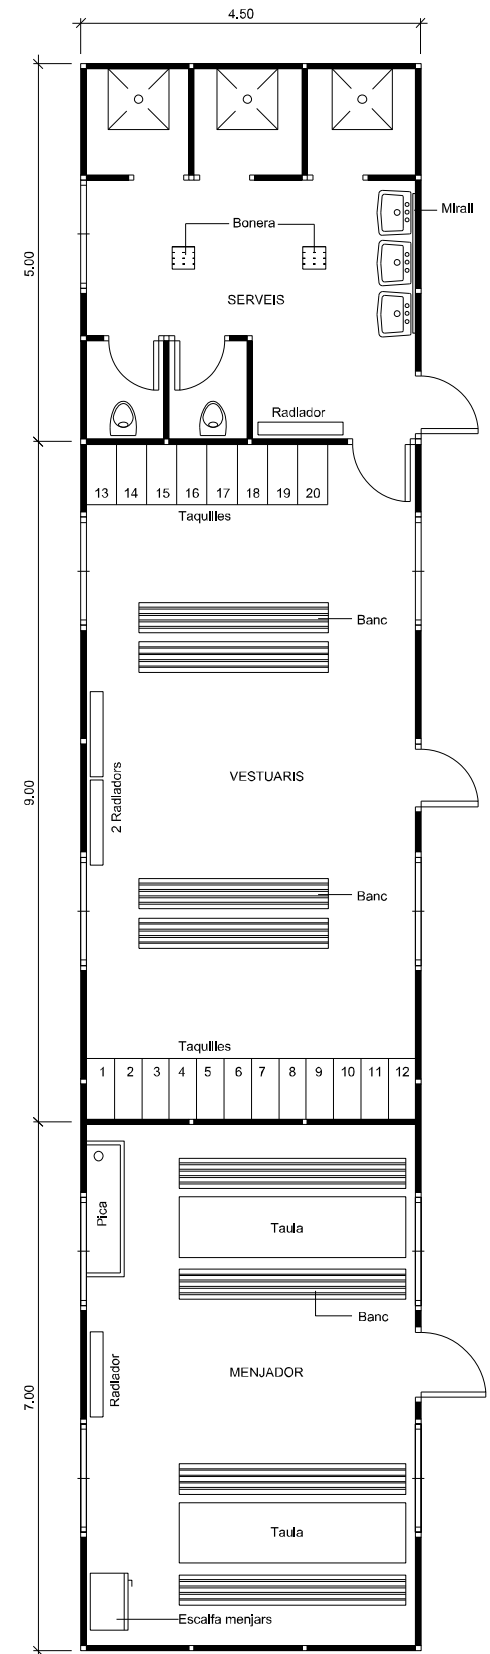 4.50
Mirall
Bonera
5.00
SERVEIS
Radiador
13 14 15 16 17 18 19 20
Taquilles
Banc
9.00
2 Radiadors
VESTUARIS
Banc
Taquilles
1 2 3 4 5 6 7 8 9 10 11 12
Pica
Taula
Banc
7.00
Radiador
MENJADOR
Taula
Escalfa menjars